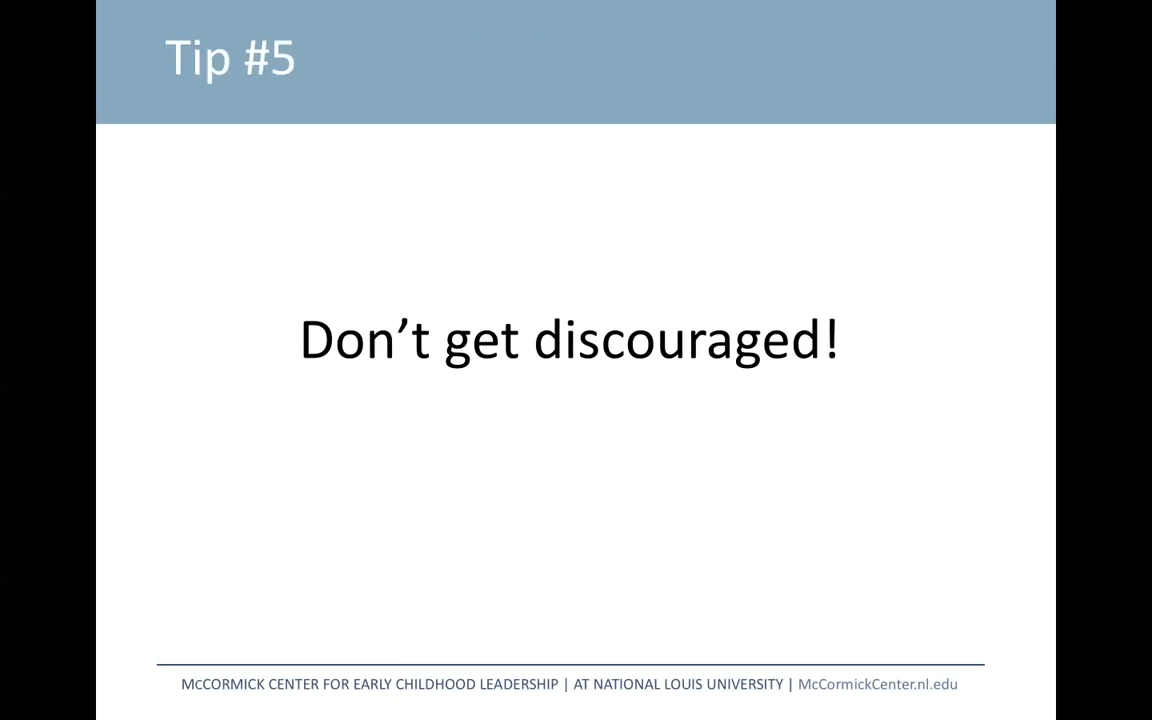 Tip #5
Don’t get discouraged!
McCORMICK CENTER FOR EARLY CHILDHOOD LEADERSHIP | AT NATIONAL LOUIS UNIVERSITY | McCormickCenter.nl.edu